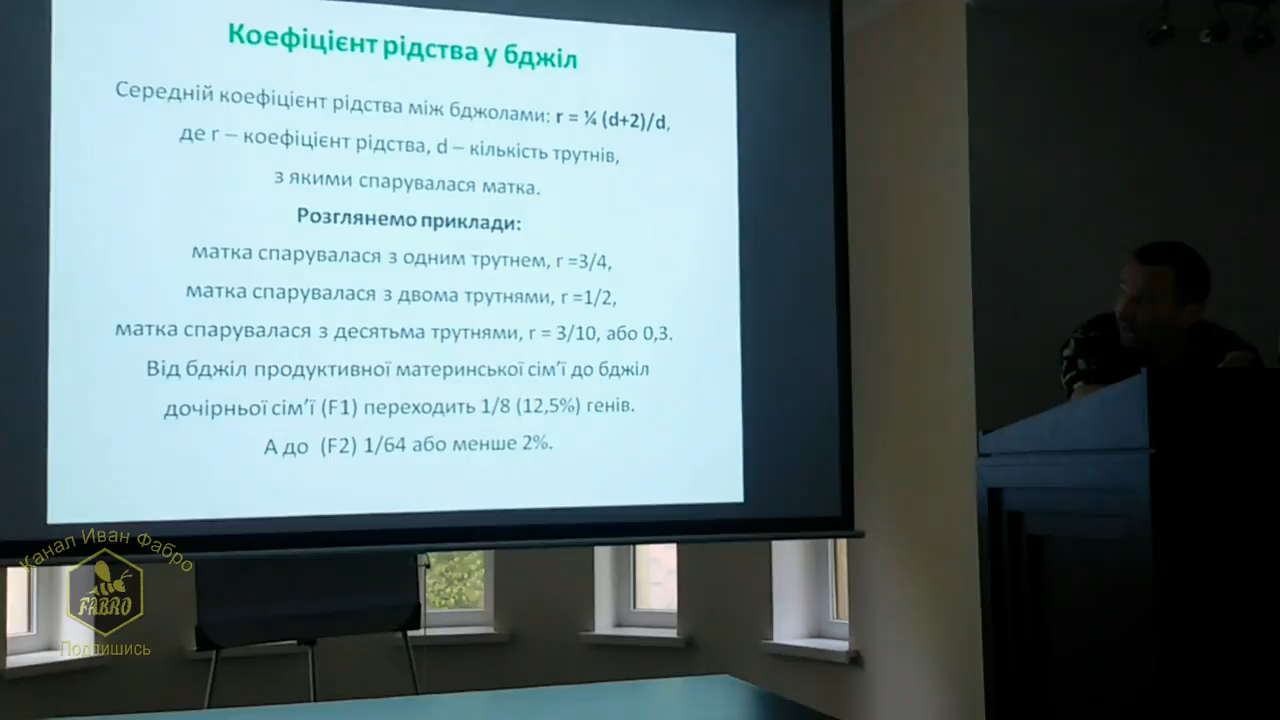 Коефіцієнт рідства у бджіл
Середній коефіцієнт рідства між бджолами: r = ¼ (d+2)/d,
де r – коефіцієнт рідства, d – кількість трутнів,
з якими спарувалася матка.
Розглянемо приклади:
матка спарувалася з одним трутнем, r =3/4,
матка спарувалася з двома трутнями, r =1/2,
матка спарувалася з десятьма трутнями, r = 3/10, або 0,3.
Від бджіл продуктивної материнської сім’ї до бджіл
дочірньої сім’ї (F1) переходить 1/8 (12,5%) генів.
А до (F2) 1/64 або менше 2%.
Канал Иван Фабро
FABRO
Подпишись